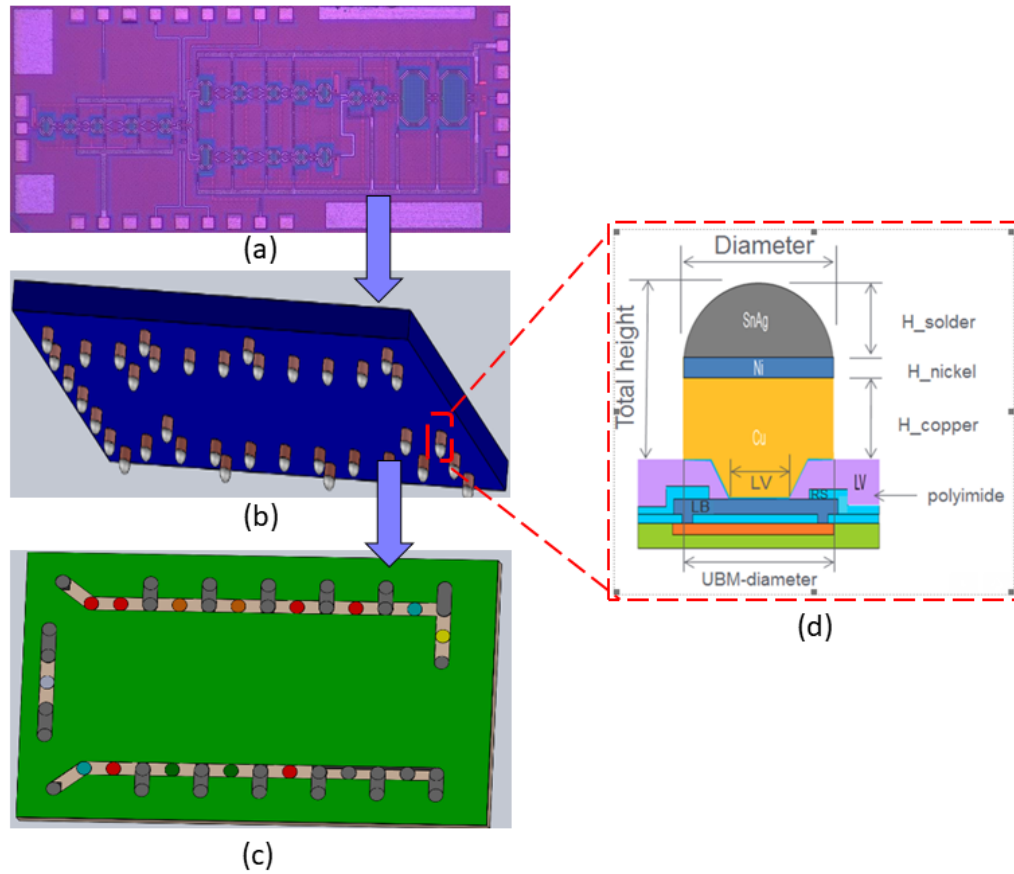 (a)
(b)
(c)
Diameter
Total height
SnAg
H_solder
Ni
H_nickel
Cu
H_copper
LV
RS
LV
LB
polyimide
UBM-diameter
(d)